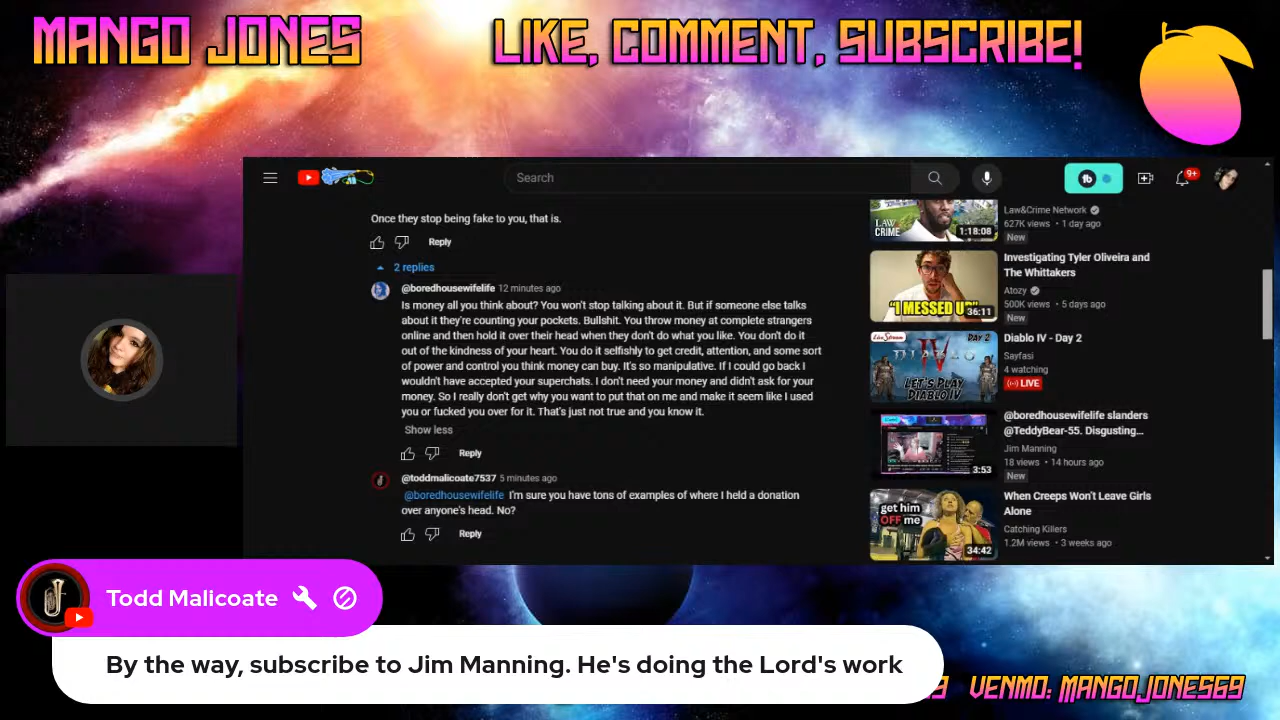 MANGO JONES
LIKE, COMMENT, SUBSCRIBE!
Search
9+
Once they stop being fake to you, that is.
Reply
2 replies
@boredhousewifelife 12 minutes ago
Is money all you think about? You won't stop talking about it. But if someone else talks
about it they're counting your pockets. Bullshit. You throw money at complete strangers
online and then hold it over their head when they don't do what you like. You don't do it
out of the kindness of your heart. You do it selfishly to get credit, attention, and some sort
of power and control you think money can buy. It's so manipulative. If I could go back I
wouldn't have accepted your superchats. I don't need your money and didn't ask for your
money. So I really don't get why you want to put that on me and make it seem like I used
you or fucked you over for it. That's just not true and you know it.
Show less
Reply
@toddmalicoate7537 5 minutes ago
@boredhousewifelife I'm sure you have tons of examples of where I held a donation
over anyone's head. No?
Reply
LAW
CRIME
1:18:08
Law&Crime Network
627K views • 1 day ago
New
"I MESSED UP"
36:11
Investigating Tyler Oliveira and
The Whittakers
Atozy
500K views • 5 days ago
New
LiveStream
DAY 2
DIABLO IV
LET'S PLAY
DIABLO IV
Diablo IV - Day 2
Sayfasi
4 watching
LIVE
3:53
@boredhousewifelife slanders
@TeddyBear-55. Disgusting...
Jim Manning
18 views • 14 hours ago
New
get him
OFF me
34:42
When Creeps Won't Leave Girls
Alone
Catching Killers
1.2M views • 3 weeks ago
Todd Malicoate
By the way, subscribe to Jim Manning. He's doing the Lord's work
VENMO: MANGOJONES69